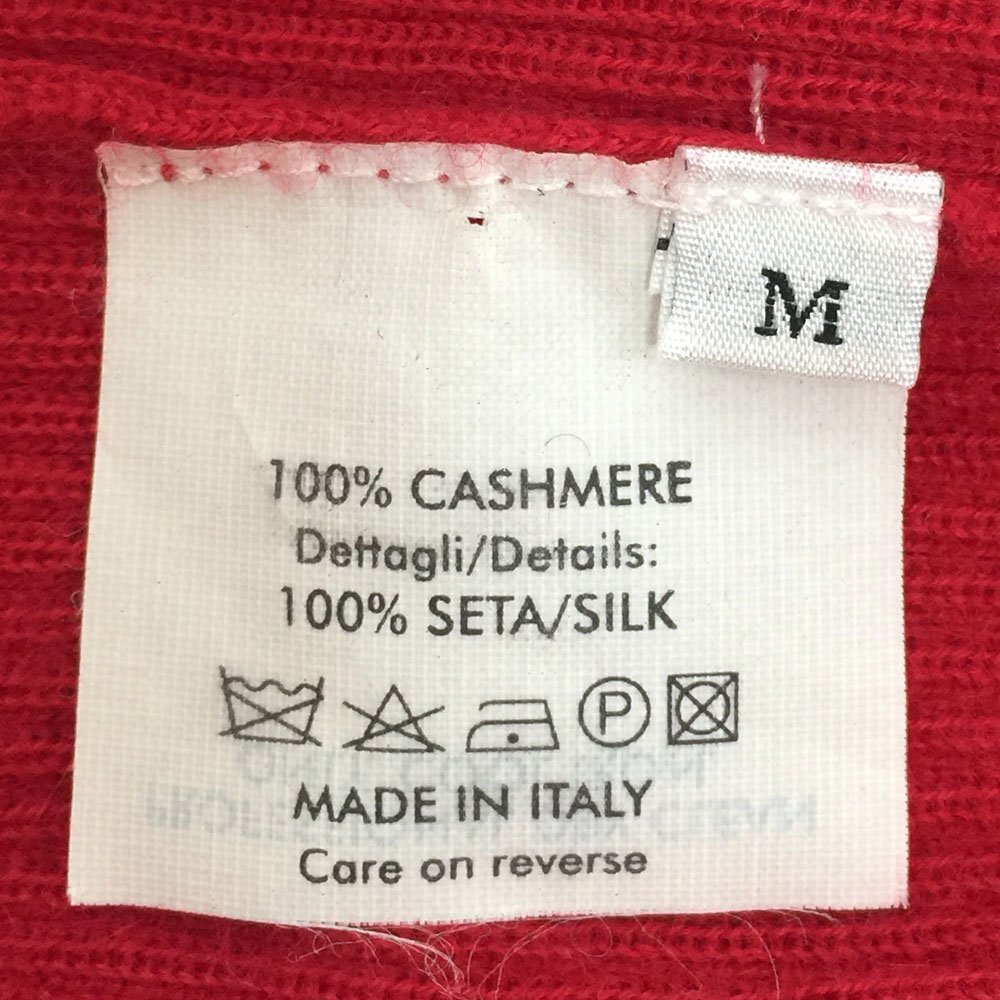 M
100% CASHMERE
Dettagli/Details:
100% SETA/SILK
P
MADE IN ITALY
Care on reverse